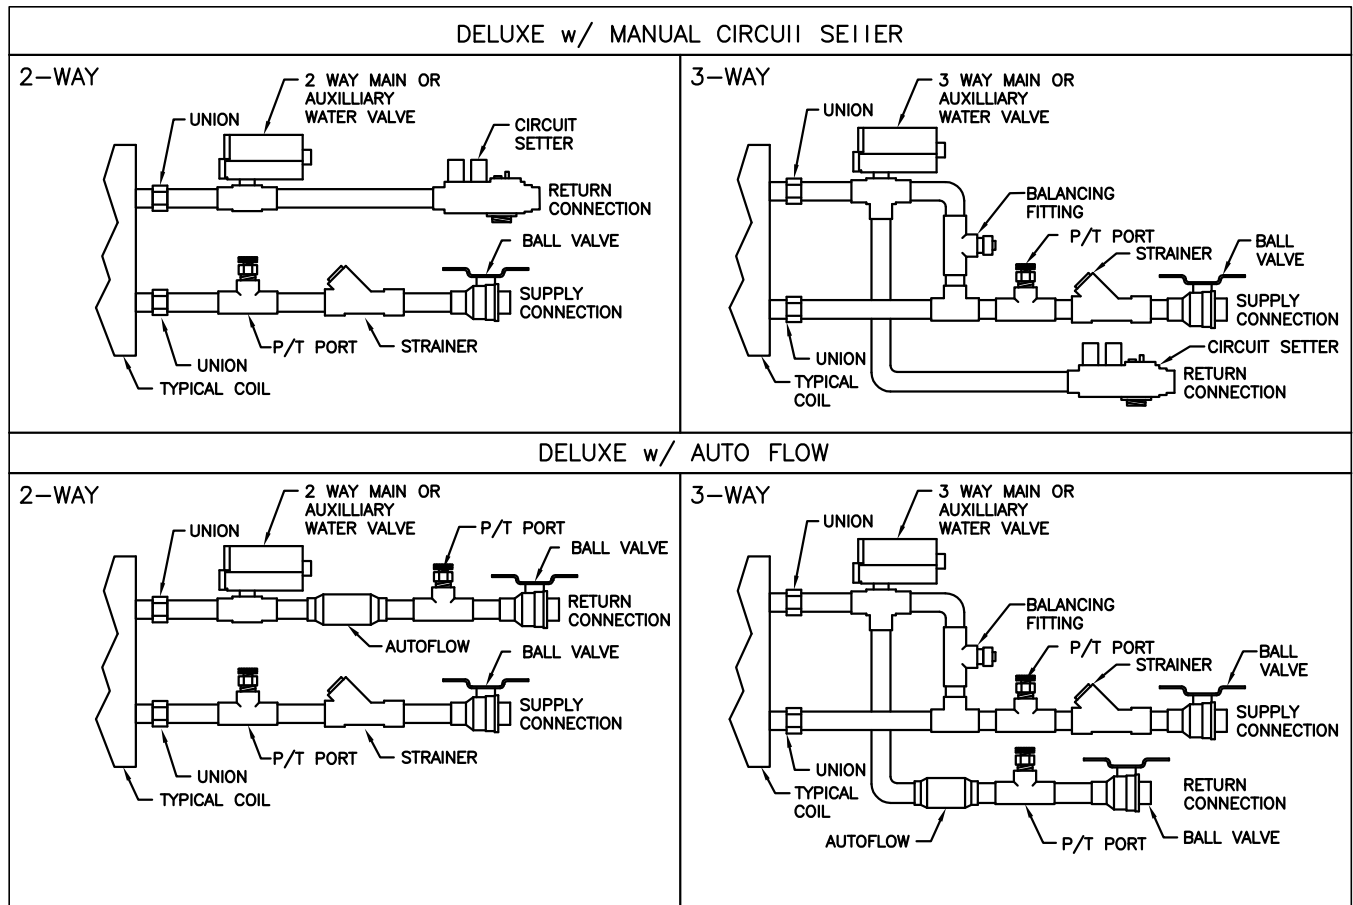 DELUXE w/ MANUAL CIRCUII SEIIER
2-WAY
2 WAY MAIN OR
AUXILLIARY
WATER VALVE
UNION
CIRCUIT
SETTER
RETURN
CONNECTION
BALL VALVE
SUPPLY
CONNECTION
P/T PORT
STRAINER
UNION
TYPICAL COIL
3-WAY
3 WAY MAIN OR
AUXILLIARY
WATER VALVE
UNION
BALANCING
FITTING
P/T PORT
STRAINER
BALL
VALVE
SUPPLY
CONNECTION
UNION
CIRCUIT SETTER
TYPICAL
COIL
RETURN
CONNECTION
DELUXE w/ AUTO FLOW
2-WAY
2 WAY MAIN OR
AUXILLIARY
WATER VALVE
UNION
P/T PORT
BALL VALVE
RETURN
CONNECTION
AUTOFLOW
BALL VALVE
SUPPLY
CONNECTION
P/T PORT
STRAINER
UNION
TYPICAL COIL
3-WAY
3 WAY MAIN OR
AUXILLIARY
WATER VALVE
UNION
BALANCING
FITTING
P/T PORT
STRAINER
BALL
VALVE
SUPPLY
CONNECTION
UNION
TYPICAL
COIL
RETURN
CONNECTION
AUTOFLOW
P/T PORT
BALL VALVE